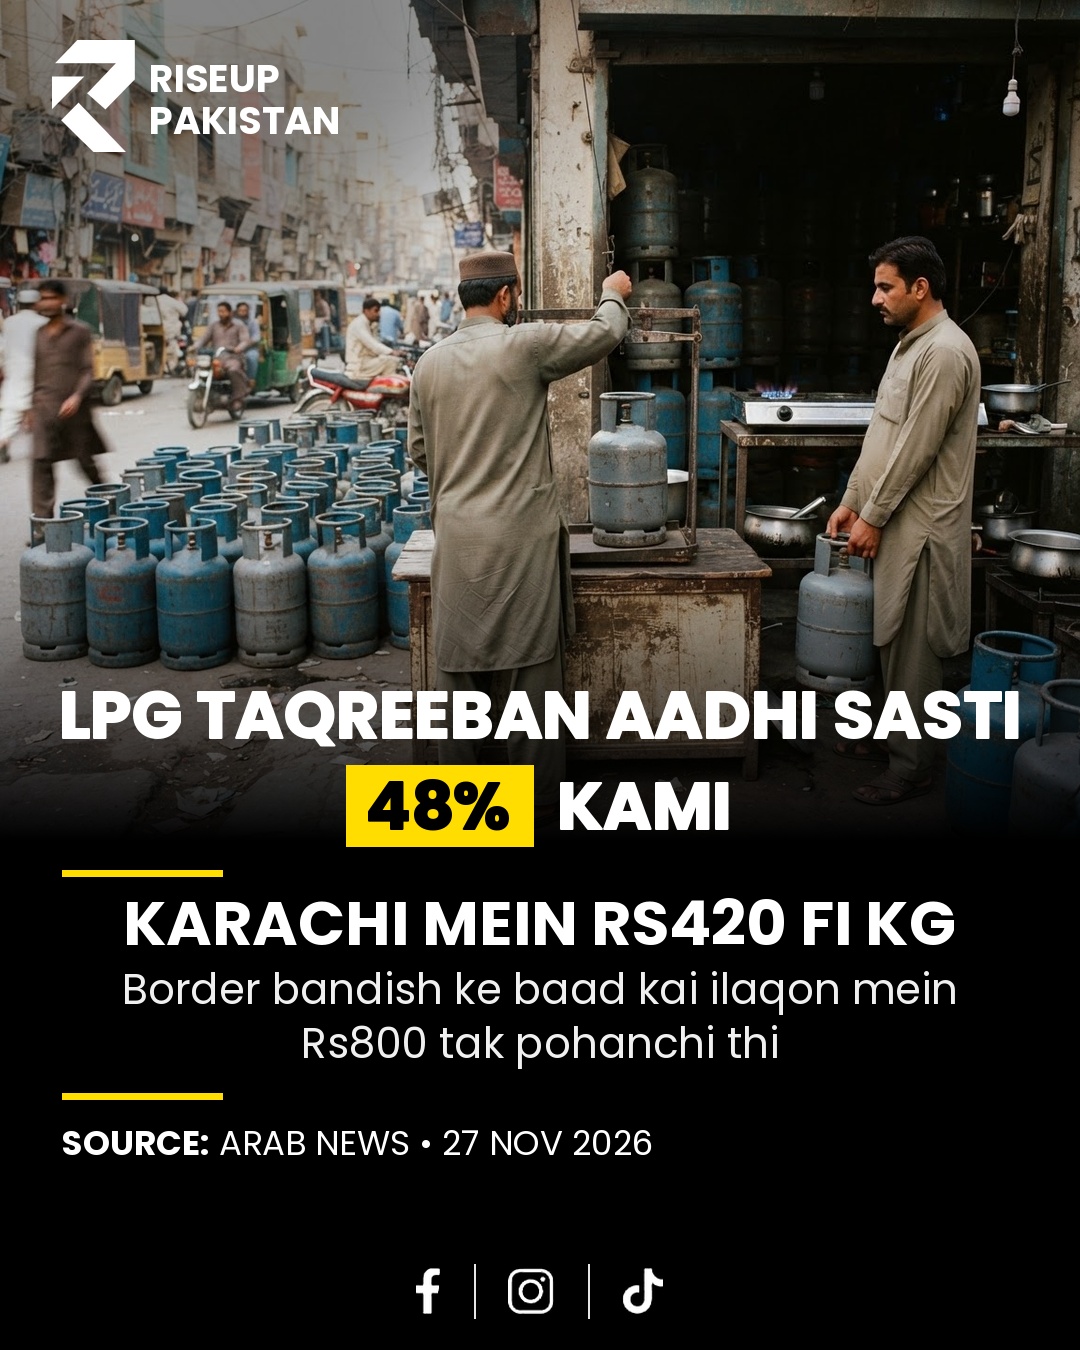 RISEUP
PAKISTAN
LPG TAQREEBAN AADHI SASTI
48% KAMI
KARACHI MEIN RS420 FI KG
Border bandish ke baad kai ilaqon mein
Rs800 tak pohanchi thi
SOURCE: ARAB NEWS • 27 NOV 2026